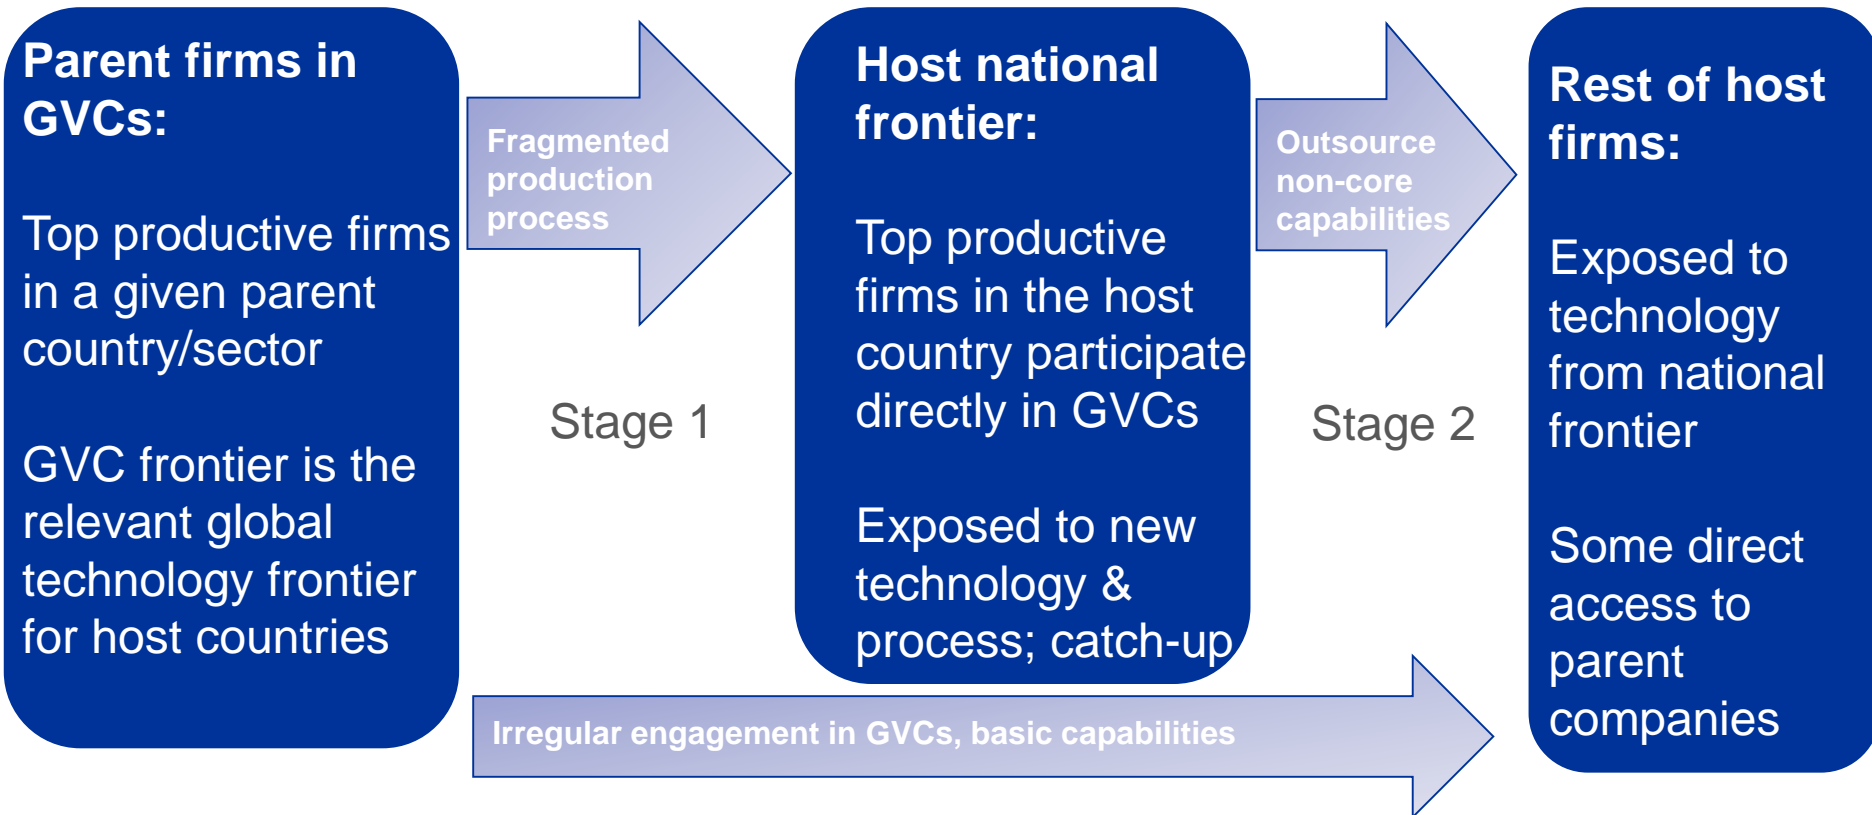 Parent firms in
GVCs:
Top productive firms
in a given parent
country/sector
GVC frontier is the
relevant global
technology frontier
for host countries
Fragmented
production
process
Stage 1
Host national
frontier:
Top productive
firms in the host
country participate
directly in GVCs
Exposed to new
technology &
process; catch-up
Outsource
non-core
capabilities
Stage 2
Rest of host
firms:
Exposed to
technology
from national
frontier
Some direct
access to
parent
companies
Irregular engagement in GVCs, basic capabilities